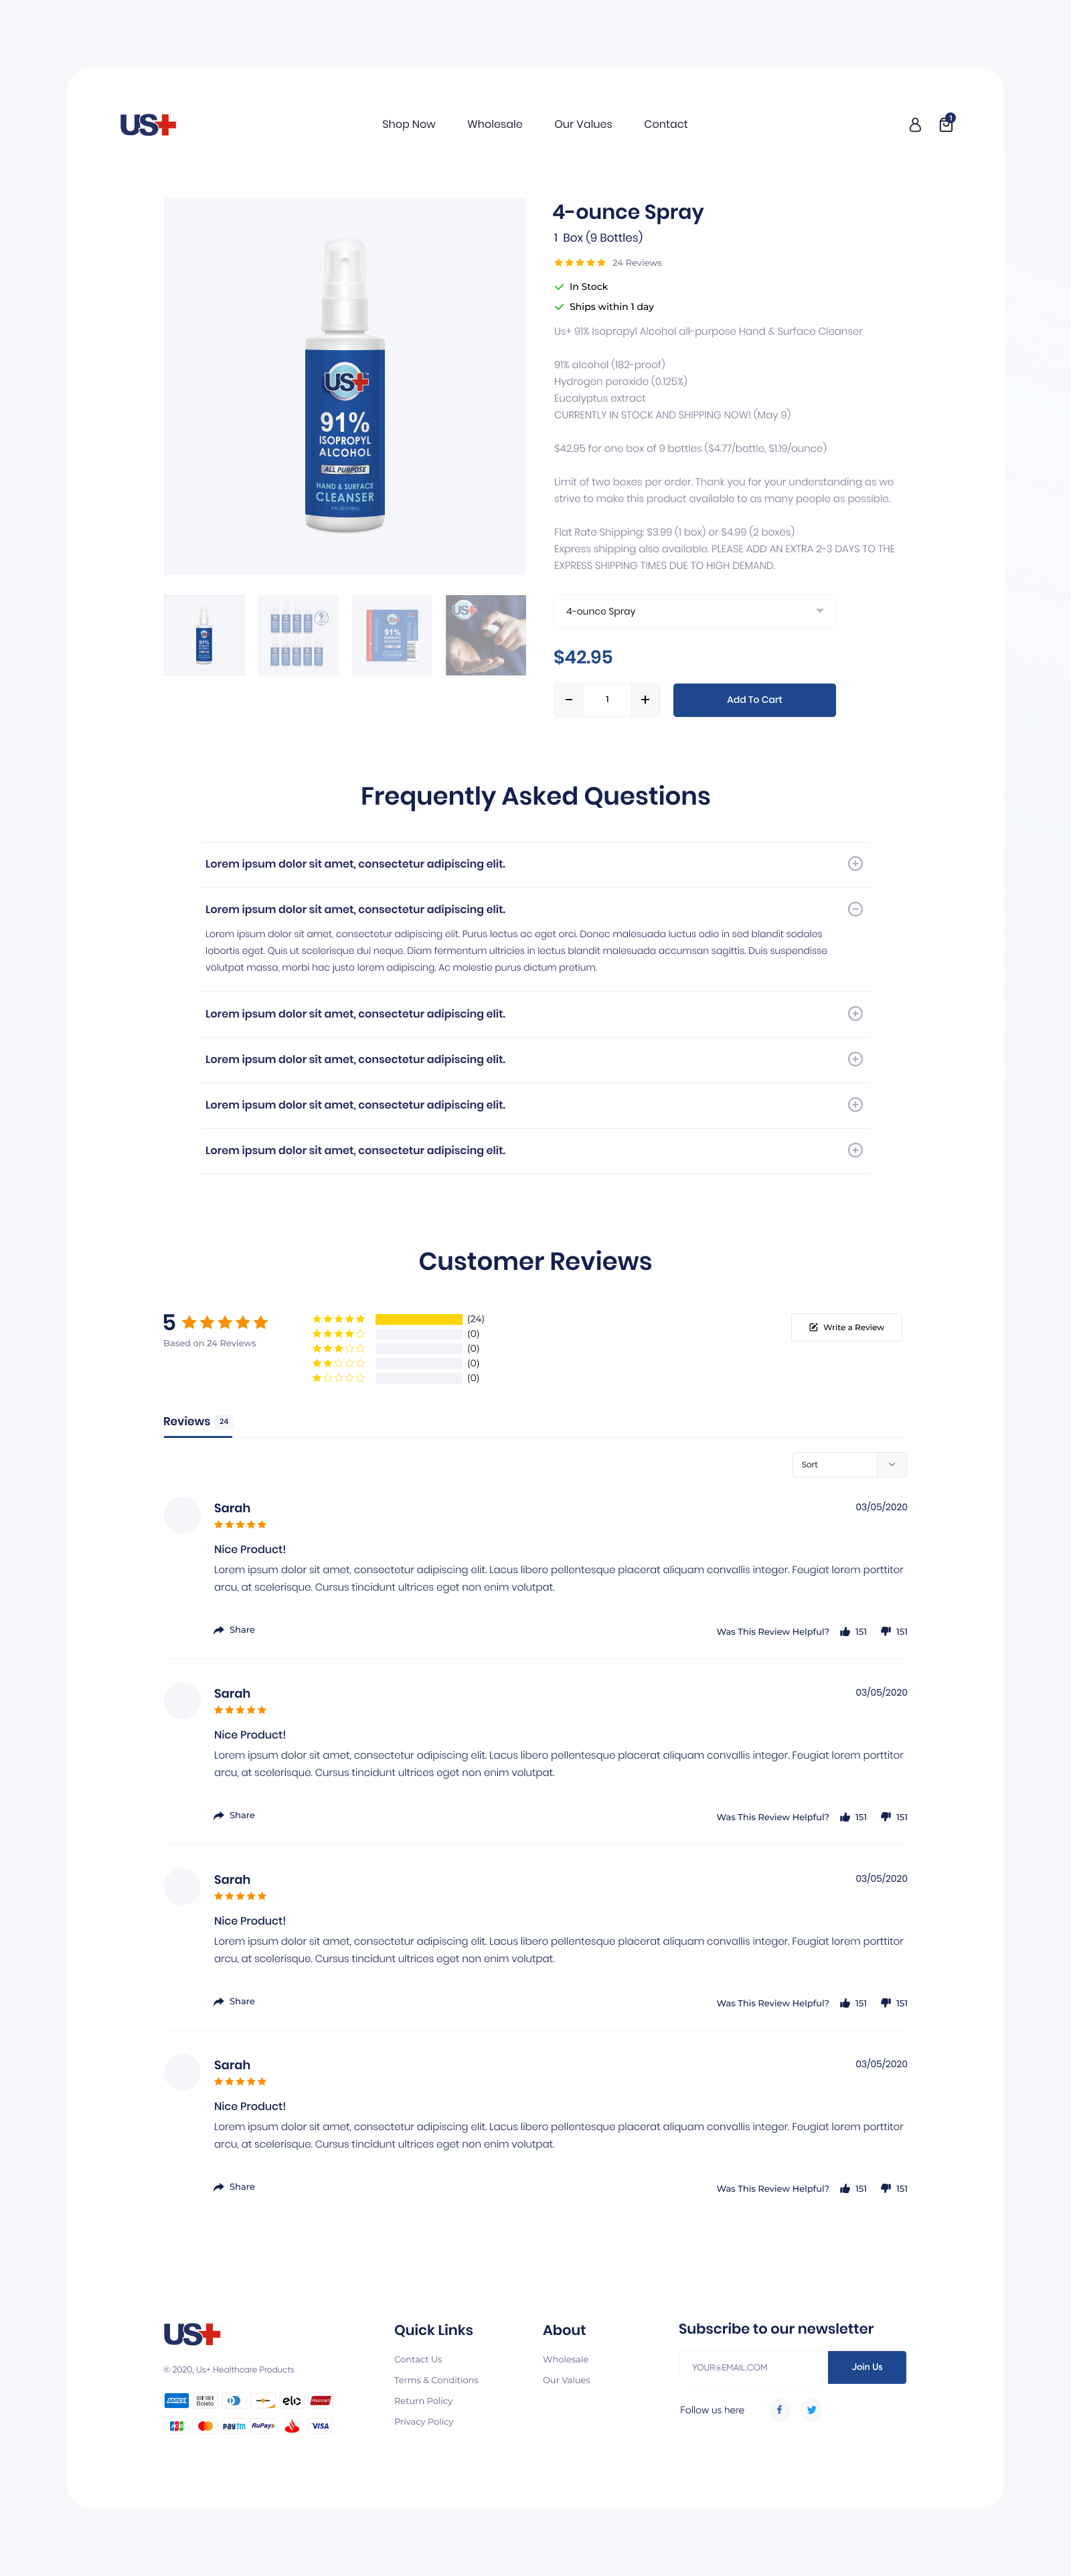 US+
Shop Now
Wholesale
Our Values
Contact
1
US+
91%
ISOPROPYL
ALCOHOL
ALL PURPOSE
HAND & SURFACE
CLEANSER
4-ounce Spray
1 Box (9 Bottles)
24 Reviews
In Stock
Ships within 1 day
Us+ 91% Isopropyl Alcohol all-purpose Hand & Surface Cleanser
91% alcohol (182-proof)
Hydrogen peroxide (0.125%)
Eucalyptus extract
CURRENTLY IN STOCK AND SHIPPING NOW! (May 9)
$42.95 for one box of 9 bottles ($4.77/bottle, $1.19/ounce)
Limit of two boxes per order. Thank you for your understanding as we
strive to make this product available to as many people as possible.
Flat Rate Shipping: $3.99 (1 box) or $4.99 (2 boxes)
Express shipping also available. PLEASE ADD AN EXTRA 2-3 DAYS TO THE
EXPRESS SHIPPING TIMES DUE TO HIGH DEMAND.
91%
9
91%
US+
4-ounce Spray
$42.95
- 1 +
Add To Cart
Frequently Asked Questions
Lorem ipsum dolor sit amet, consectetur adipiscing elit.
Lorem ipsum dolor sit amet, consectetur adipiscing elit.
Lorem ipsum dolor sit amet, consectetur adipiscing elit. Purus lectus ac eget orci. Donec malesuada luctus odio in sed blandit sodales
lobortis eget. Quis ut scelerisque dui neque. Diam fermentum ultricies in lectus blandit malesuada accumsan sagittis. Duis suspendisse
volutpat massa, morbi hac justo lorem adipiscing. Ac molestie purus dictum pretium.
Lorem ipsum dolor sit amet, consectetur adipiscing elit.
Lorem ipsum dolor sit amet, consectetur adipiscing elit.
Lorem ipsum dolor sit amet, consectetur adipiscing elit.
Lorem ipsum dolor sit amet, consectetur adipiscing elit.
Customer Reviews
5
Based on 24 Reviews
(24)
(0)
(0)
(0)
(0)
Write a Review
Reviews 24
Sort
Sarah
03/05/2020
Nice Product!
Lorem ipsum dolor sit amet, consectetur adipiscing elit. Lacus libero pellentesque placerat aliquam convallis integer. Feugiat lorem porttitor
arcu, at scelerisque. Cursus tincidunt ultrices eget non enim volutpat.
Share
Was This Review Helpful? 151 151
Sarah
03/05/2020
Nice Product!
Lorem ipsum dolor sit amet, consectetur adipiscing elit. Lacus libero pellentesque placerat aliquam convallis integer. Feugiat lorem porttitor
arcu, at scelerisque. Cursus tincidunt ultrices eget non enim volutpat.
Share
Was This Review Helpful? 151 151
Sarah
03/05/2020
Nice Product!
Lorem ipsum dolor sit amet, consectetur adipiscing elit. Lacus libero pellentesque placerat aliquam convallis integer. Feugiat lorem porttitor
arcu, at scelerisque. Cursus tincidunt ultrices eget non enim volutpat.
Share
Was This Review Helpful? 151 151
Sarah
03/05/2020
Nice Product!
Lorem ipsum dolor sit amet, consectetur adipiscing elit. Lacus libero pellentesque placerat aliquam convallis integer. Feugiat lorem porttitor
arcu, at scelerisque. Cursus tincidunt ultrices eget non enim volutpat.
Share
Was This Review Helpful? 151 151
US+
© 2020, Us+ Healthcare Products
AMEX
Boleto
elo
Hipercard
JCB
paytm
RuPay
VISA
Quick Links
Contact Us
Terms & Conditions
Return Policy
Privacy Policy
About
Wholesale
Our Values
Subscribe to our newsletter
YOUR@EMAIL.COM
Join Us
Follow us here